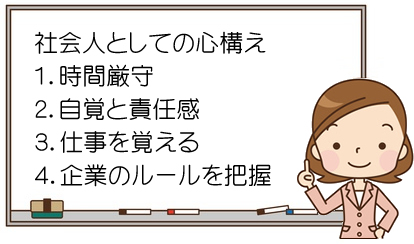 社会人としての心構え
1.時間厳守
2.自覚と責任感
3.仕事を覚える
4.企業のルールを把握